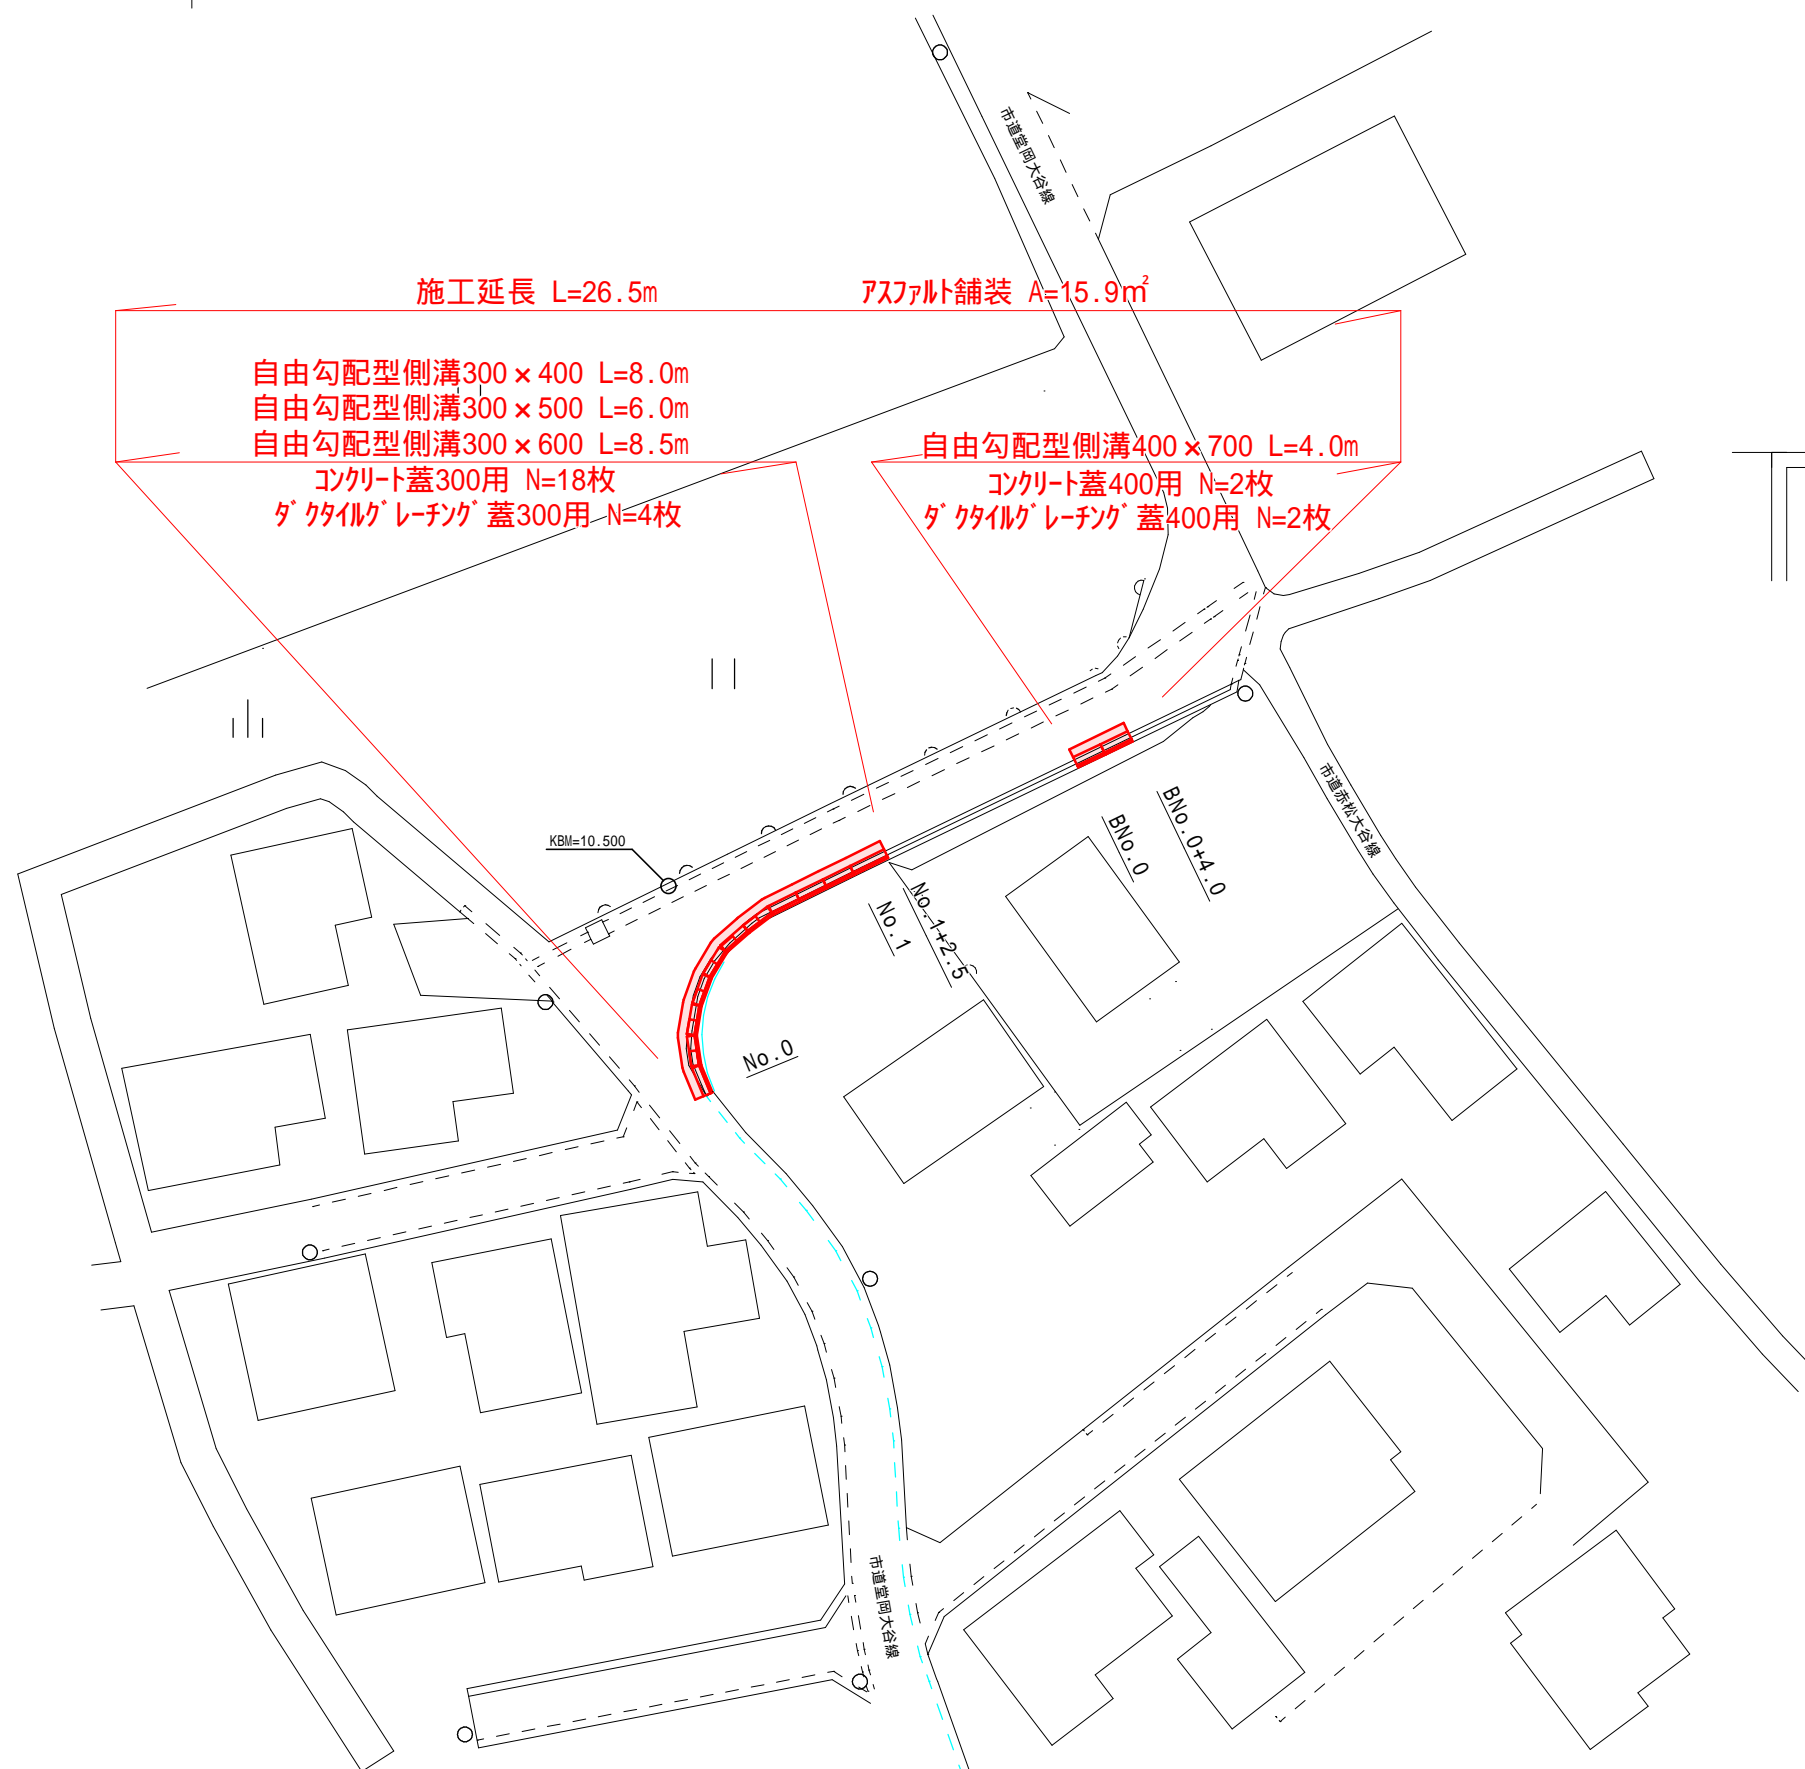 市道堂岡大谷線
施工延長 L=26.5m
アスファルト舗装 A=15.9㎡
自由勾配型側溝300×400 L=8.0m
自由勾配型側溝300×500 L=6.0m
自由勾配型側溝300×600 L=8.5m
コンクリート蓋300用 N=18枚
ダクタイルグレーチング蓋300用 N=4枚
自由勾配型側溝400×700 L=4.0m
コンクリート蓋400用 N=2枚
ダクタイルグレーチング蓋400用 N=2枚
市道赤松大谷線
KBM=10.500
BNo.0+4.0
BNo.0
No.1+2.5
No.1
No.0
市道堂岡大谷線